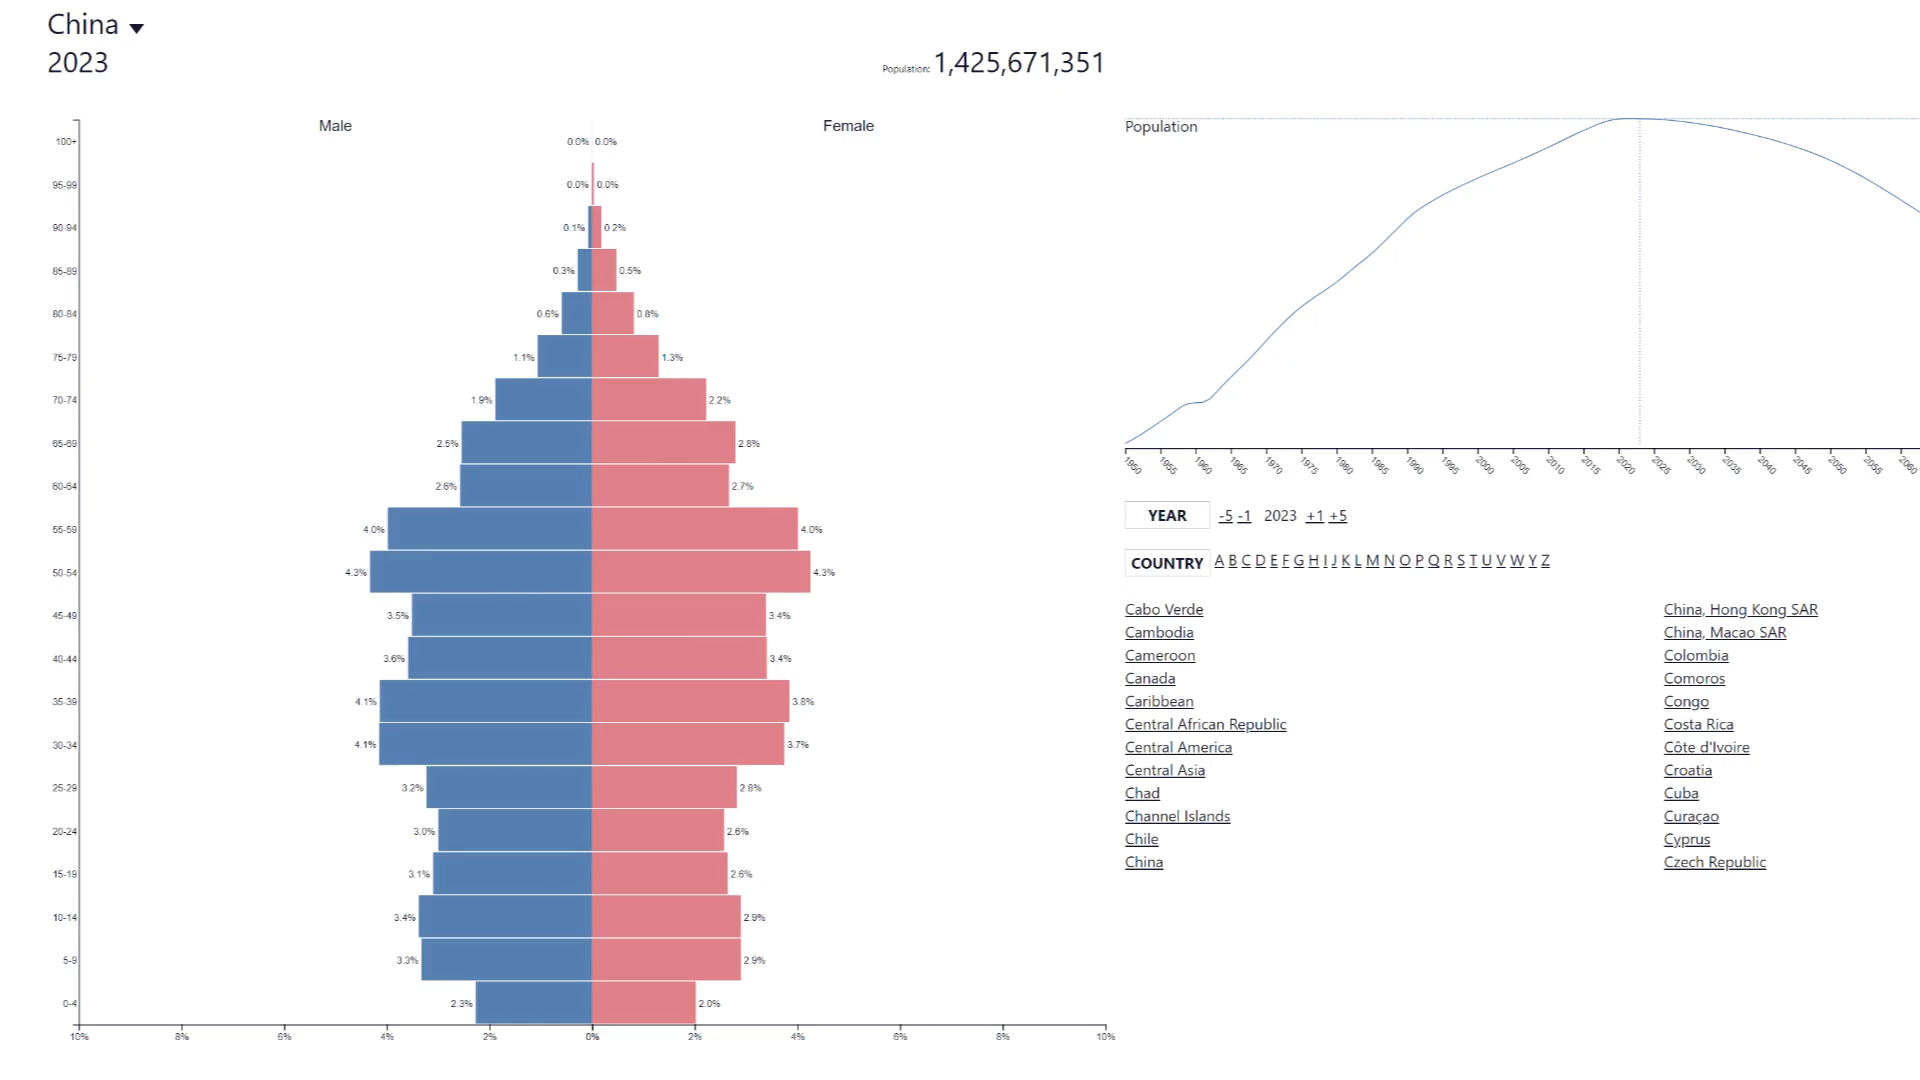 China
2023
Population: 1,425,671,351
Male
Female
100+ 0.0% 0.0%
95-99 0.0% 0.0%
90-94 0.1% 0.2%
85-89 0.3% 0.5%
80-84 0.6% 0.8%
75-79 1.1% 1.3%
70-74 1.9% 2.2%
65-69 2.5% 2.8%
60-64 2.6% 2.7%
55-59 4.0% 4.0%
50-54 4.3% 4.3%
45-49 3.5% 3.4%
40-44 3.6% 3.4%
35-39 4.1% 3.8%
30-34 4.1% 3.7%
25-29 3.2% 2.8%
20-24 3.0% 2.6%
15-19 3.1% 2.6%
10-14 3.4% 2.9%
5-9 3.3% 2.9%
0-4 2.3% 2.0%
10% 8% 6% 4% 2% 0% 2% 4% 6% 8% 10%
Population
1950 1955 1960 1965 1970 1975 1980 1985 1990 1995 2000 2005 2010 2015 2020 2025 2030 2035 2040 2045 2050 2055 2060
YEAR -5 -1 2023 +1 +5
COUNTRY A B C D E F G H I J K L M N O P Q R S T U V W Y Z
Cabo Verde
Cambodia
Cameroon
Canada
Caribbean
Central African Republic
Central America
Central Asia
Chad
Channel Islands
Chile
China
China, Hong Kong SAR
China, Macao SAR
Colombia
Comoros
Congo
Costa Rica
Côte d'Ivoire
Croatia
Cuba
Curaçao
Cyprus
Czech Republic